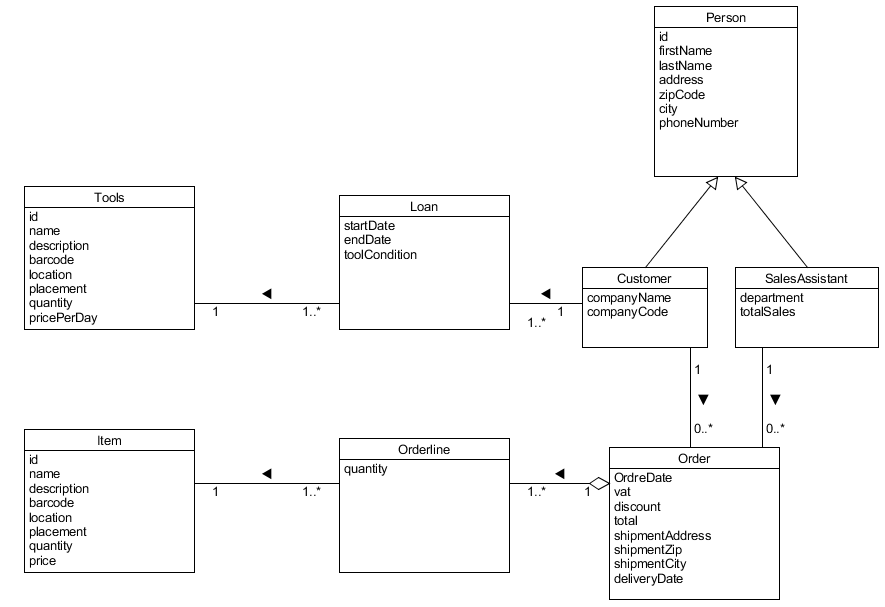 Person
id
firstName
lastName
address
zipCode
city
phoneNumber
Tools
id
name
description
barcode
location
placement
quantity
pricePerDay
1
1..*
Loan
startDate
endDate
toolCondition
1..*
1
Customer
companyName
companyCode
SalesAssistant
department
totalSales
1
0..*
1
0..*
Item
id
name
description
barcode
location
placement
quantity
price
1
1..*
Orderline
quantity
1..*
1
Order
OrdreDate
vat
discount
total
shipmentAddress
shipmentZip
shipmentCity
deliveryDate